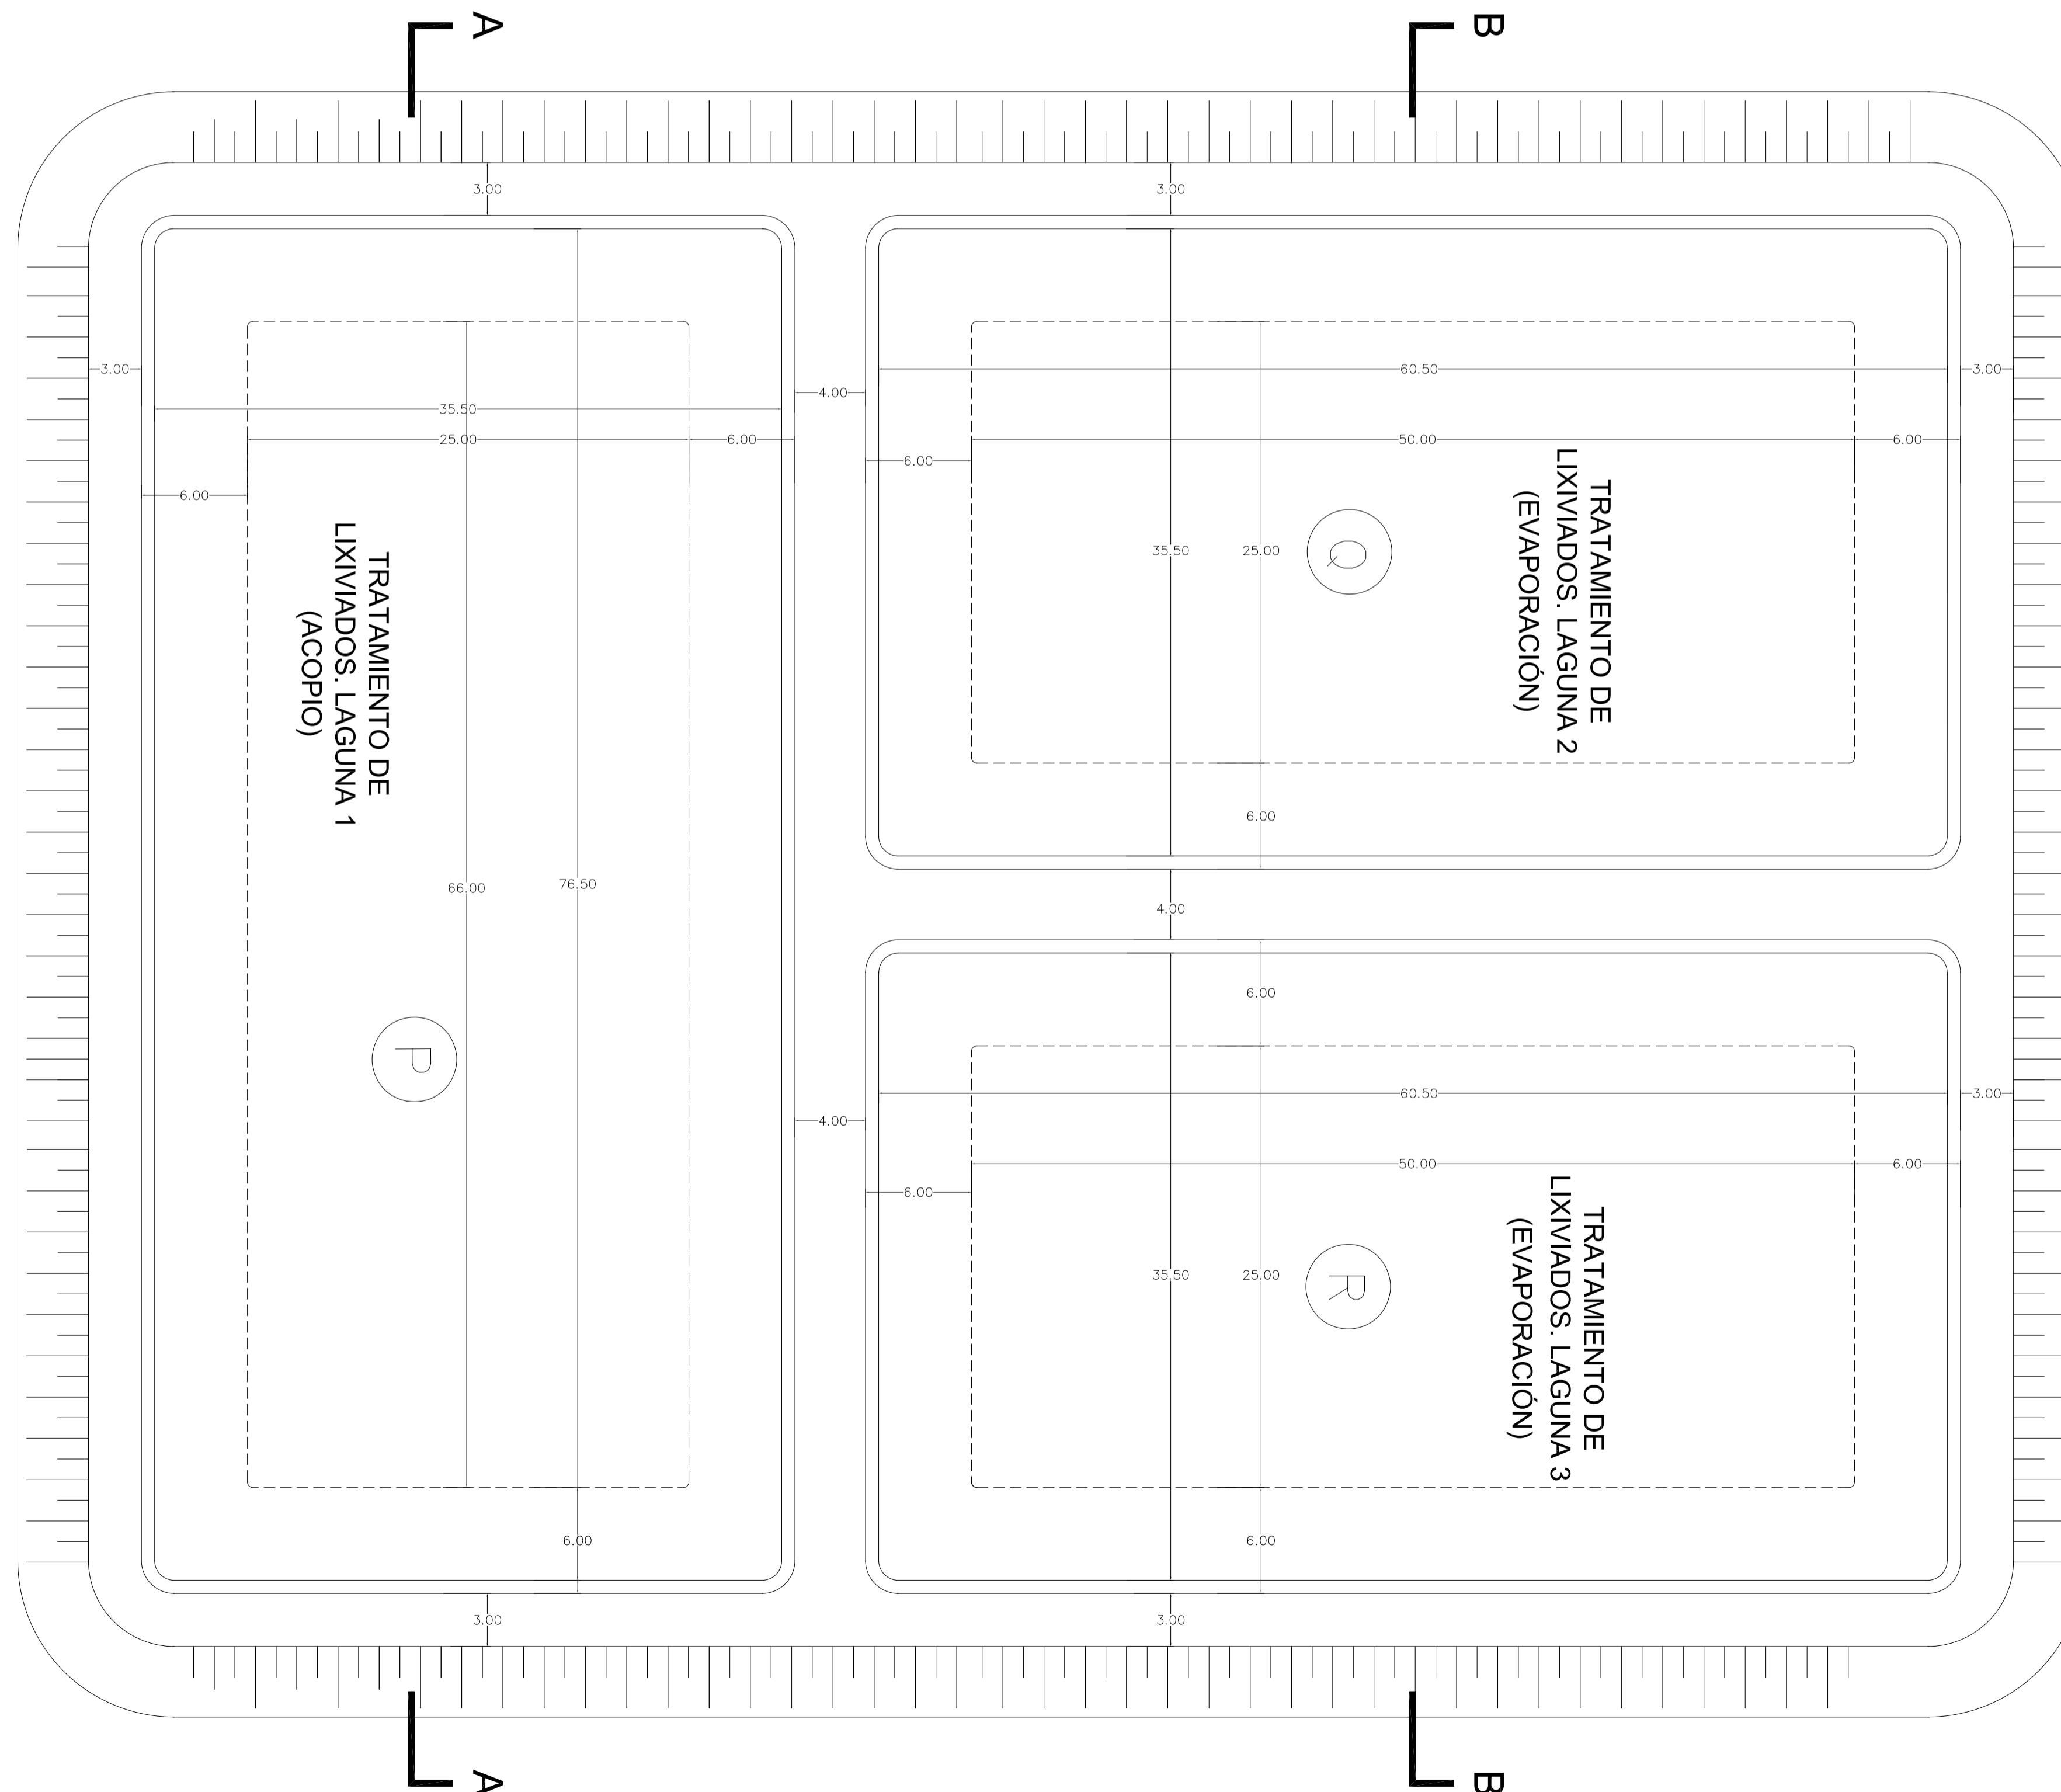 A
B
3.00
3.00
3.00
60.50
3.00
4.00
35.50
25.00
6.00
50.00
6.00
6.00
6.00
TRATAMIENTO DE
LIXIVIADOS. LAGUNA 1
(ACOPIO)
TRATAMIENTO DE
LIXIVIADOS. LAGUNA 2
(EVAPORACIÓN)
Q
35.50
25.00
6.00
66.00
76.50
4.00
6.00
P
60.50
3.00
4.00
50.00
6.00
6.00
TRATAMIENTO DE
LIXIVIADOS. LAGUNA 3
(EVAPORACIÓN)
R
35.50
25.00
6.00
6.00
3.00
3.00
A
B